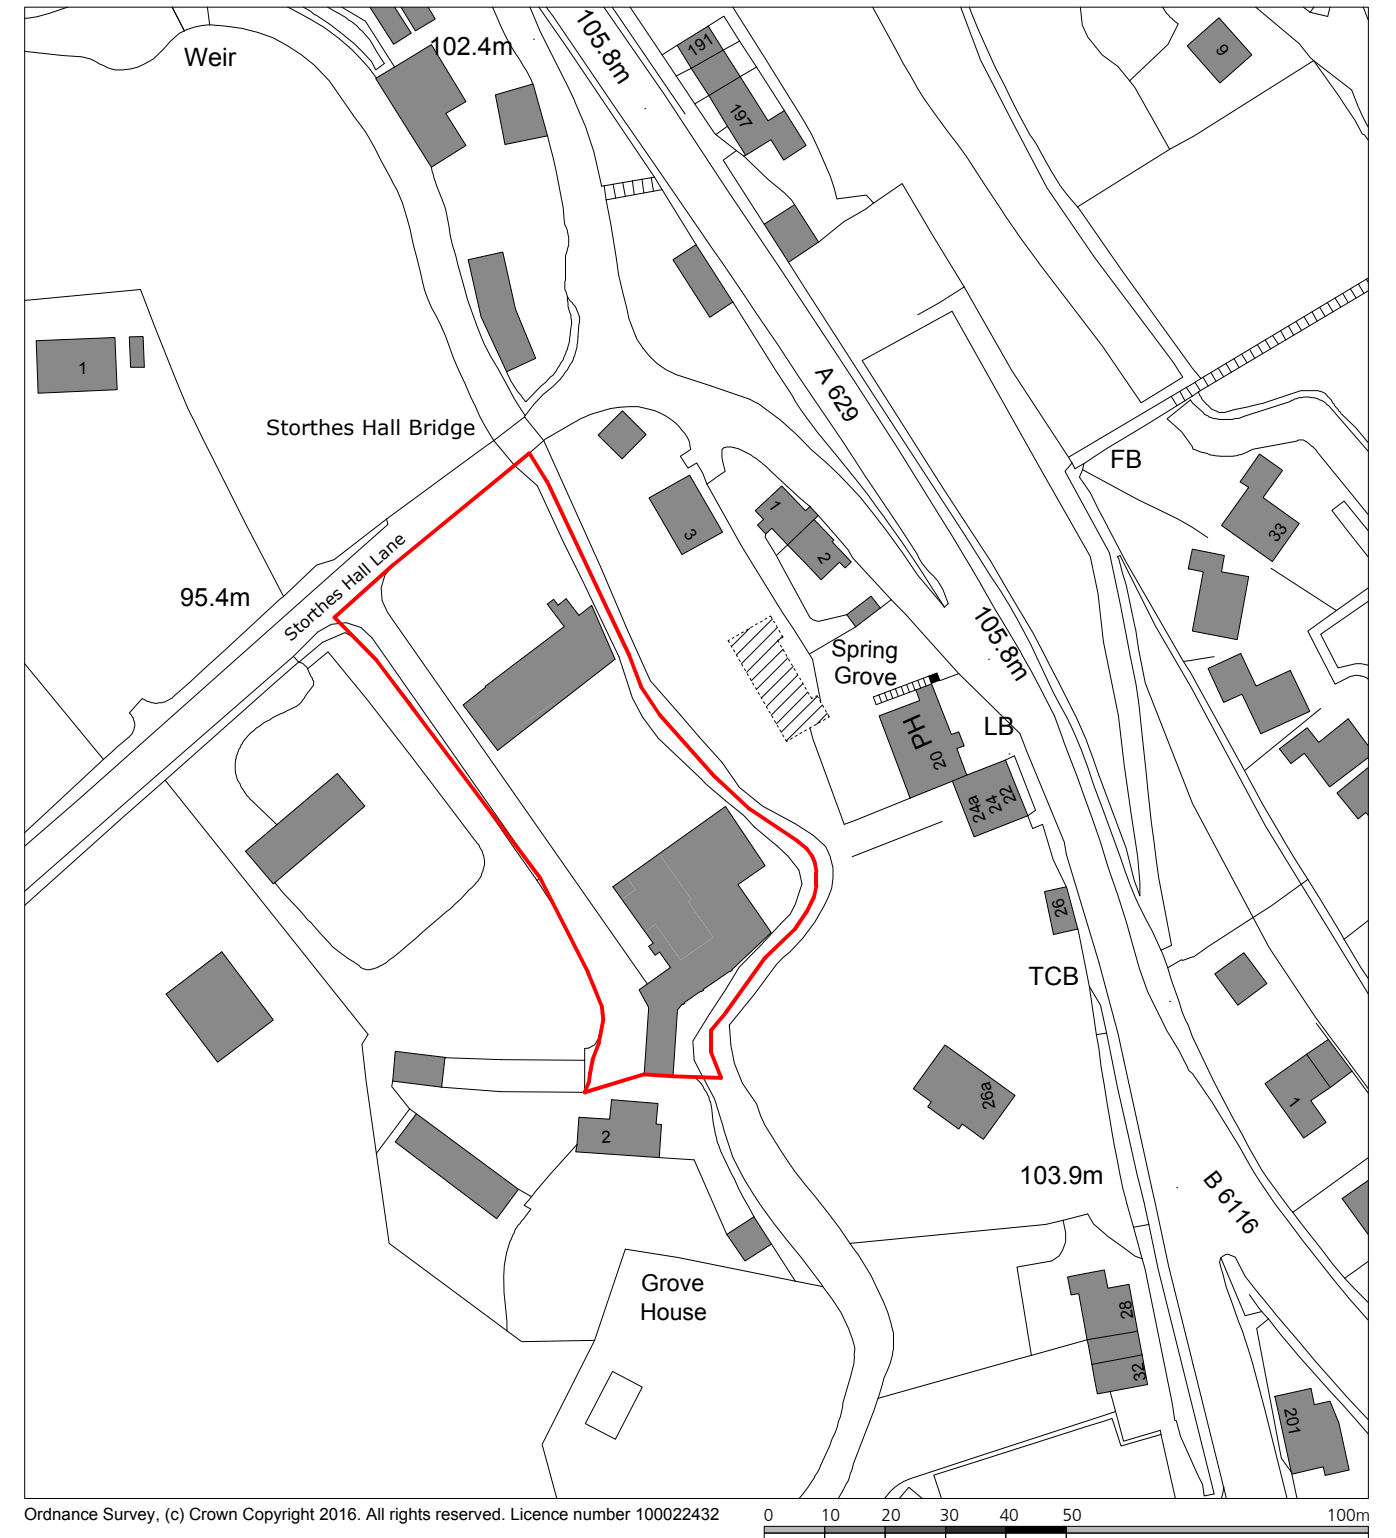 Weir
102.4m
105.8m
191
197
9
1
A 629
Storthes Hall Bridge
FB
33
3
1
2
Storthes Hall Lane
95.4m
105.8m
Spring
Grove
PH
20
LB
24a
24
22
26
TCB
26a
1
2
103.9m
B 6116
Grove
House
28
32
201
Ordnance Survey, (c) Crown Copyright 2016. All rights reserved. Licence number 100022432
0 10 20 30 40 50 100m